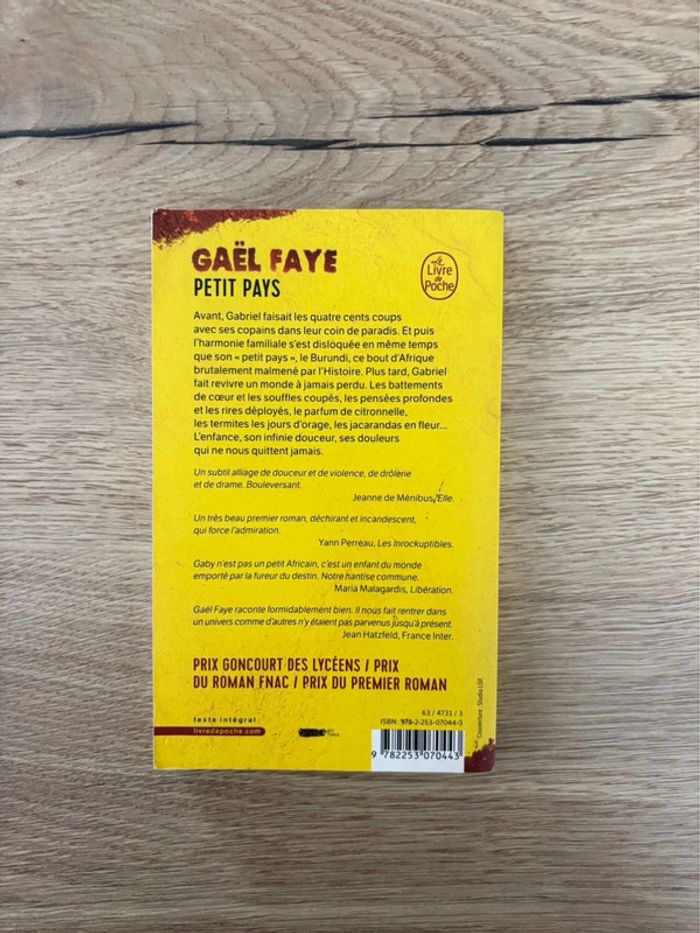 GAËL FAYE
PETIT PAYS
Le
Livre
de
Poche
Avant, Gabriel faisait les quatre cents coups
avec ses copains dans leur coin de paradis. Et puis
l'harmonie familiale s'est disloquée en même temps
que son « petit pays », le Burundi, ce bout d'Afrique
brutalement malmené par l'Histoire. Plus tard, Gabriel
fait revivre un monde à jamais perdu. Les battements
de cœur et les souffles coupés, les pensées profondes
et les rires déployés, le parfum de citronnelle,
les termites les jours d'orage, les jacarandas en fleur...
L'enfance, son infinie douceur, ses douleurs
qui ne nous quittent jamais.
Un subtil alliage de douceur et de violence, de drôlerie
et de drame. Bouleversant.
Jeanne de Ménibus, Elle.
Un très beau premier roman, déchirant et incandescent,
qui force l'admiration.
Yann Perreau, Les Inrockuptibles.
Gaby n'est pas un petit Africain, c'est un enfant du monde
emporté par la fureur du destin. Notre hantise commune.
Maria Malagardis, Libération.
Gaël Faye raconte formidablement bien. Il nous fait rentrer dans
un univers comme d'autres n'y étaient pas parvenus jusqu'à présent.
Jean Hatzfeld, France Inter.
PRIX GONCOURT DES LYCÉENS / PRIX
DU ROMAN FNAC / PRIX DU PREMIER ROMAN
texte intégral
livredepoche.com
France
63 / 4731 / 3
ISBN : 978-2-253-07044-3
9 782253 070443
Couverture : Studio LGF